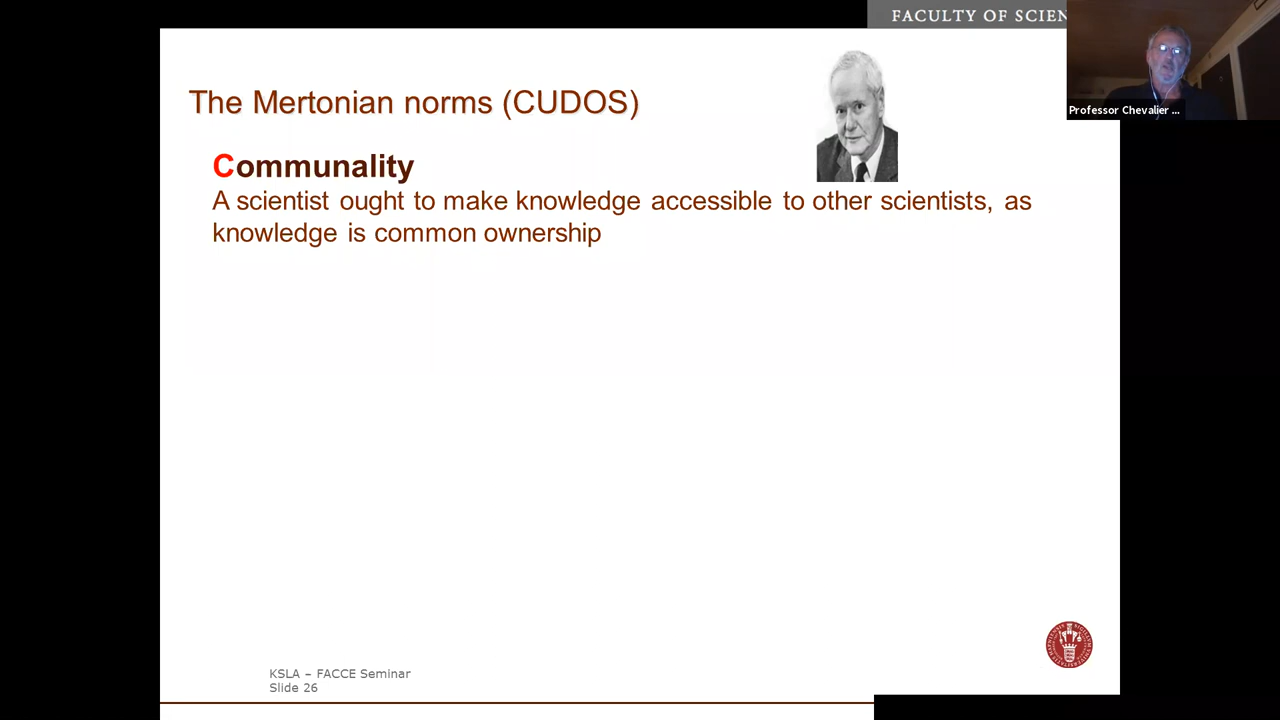 FACULTY OF SCIEN
Professor Chevalier ...
The Mertonian norms (CUDOS)
Communality
A scientist ought to make knowledge accessible to other scientists, as
knowledge is common ownership
KSLA – FACCE Seminar
Slide 26